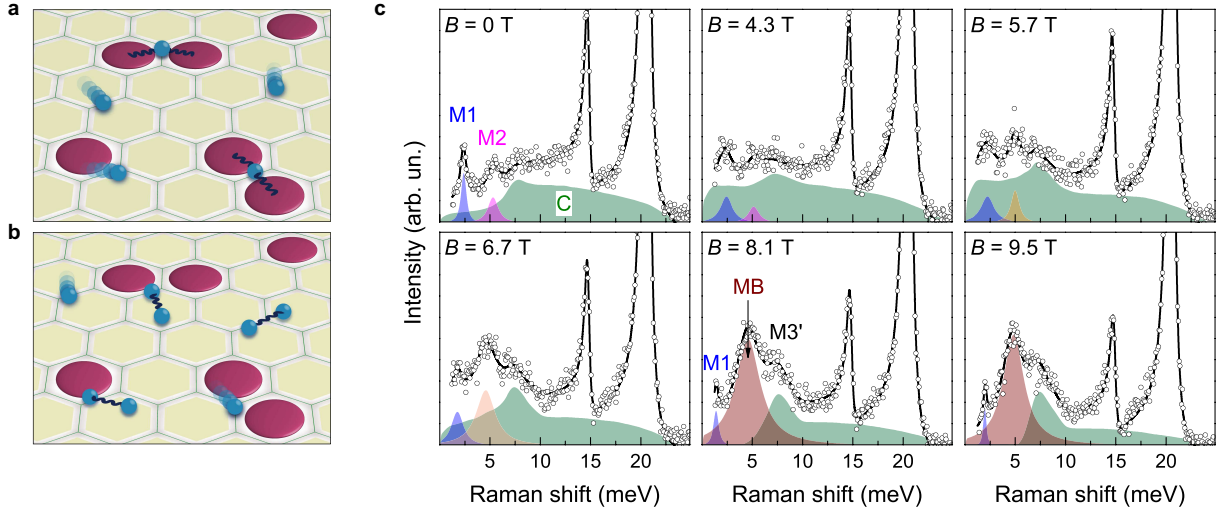 a
b
c
Intensity (arb. un.)
B = 0 T
M1
M2
C
B = 4.3 T
B = 5.7 T
B = 6.7 T
5 10 15 20
Raman shift (meV)
B = 8.1 T
MB
M3'
M1
5 10 15 20
Raman shift (meV)
B = 9.5 T
5 10 15 20
Raman shift (meV)